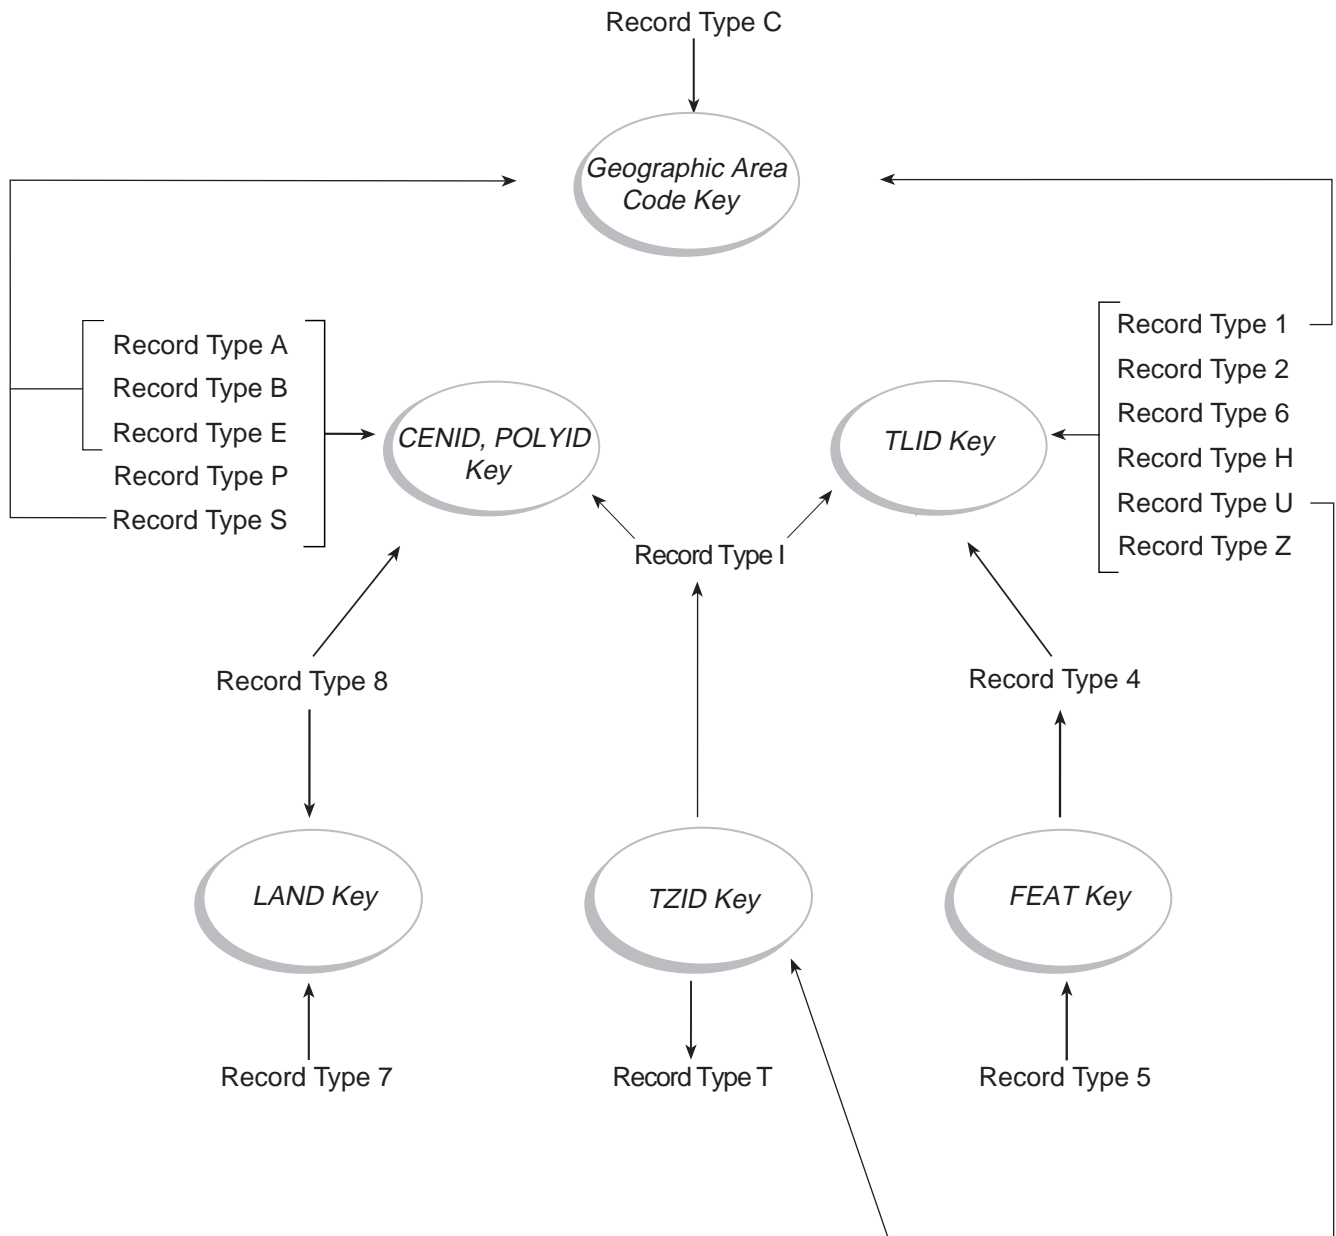 Record Type C
Geographic Area
Code Key
Record Type A
Record Type B
Record Type E
Record Type P
Record Type S
CENID, POLYID
Key
TLID Key
Record Type 1
Record Type 2
Record Type 6
Record Type H
Record Type U
Record Type Z
Record Type I
Record Type 8
Record Type 4
LAND Key
TZID Key
FEAT Key
Record Type 7
Record Type T
Record Type 5